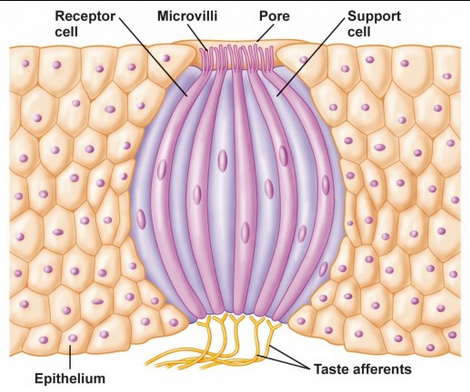 Receptor
cell
Microvilli
Pore
Support
cell
Epithelium
Taste afferents